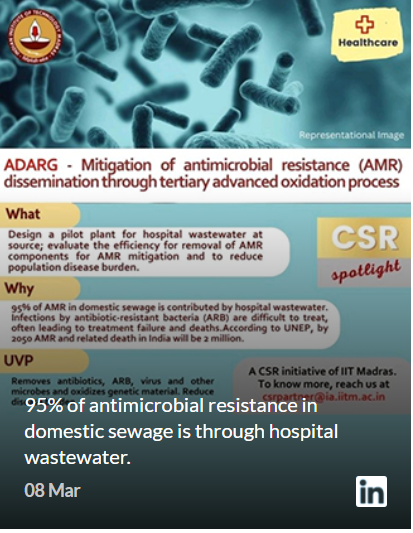 Healthcare
Representational Image
ADARG - Mitigation of antimicrobial resistance (AMR)
dissemination through tertiary advanced oxidation process
What
Design a pilot plant for hospital wastewater at
source; evaluate the efficiency for removal of AMR
components for AMR mitigation and to reduce
population disease burden.
CSR
spotlight
Why
95% of AMR in domestic sewage is contributed by hospital wastewater.
Infections by antibiotic-resistant bacteria (ARB) are difficult to treat,
often leading to treatment failure and deaths.According to UNEP, by
2050 AMR and related death in India will be 2 million.
UVP
Removes antibiotics, ARB, virus and other
microbes and oxidizes genetic material. Reduce
A CSR initiative of IIT Madras.
To know more, reach us at
csrpartner@ia.iitm.ac.in
95% of antimicrobial resistance in
domestic sewage is through hospital
wastewater.
08 Mar
in